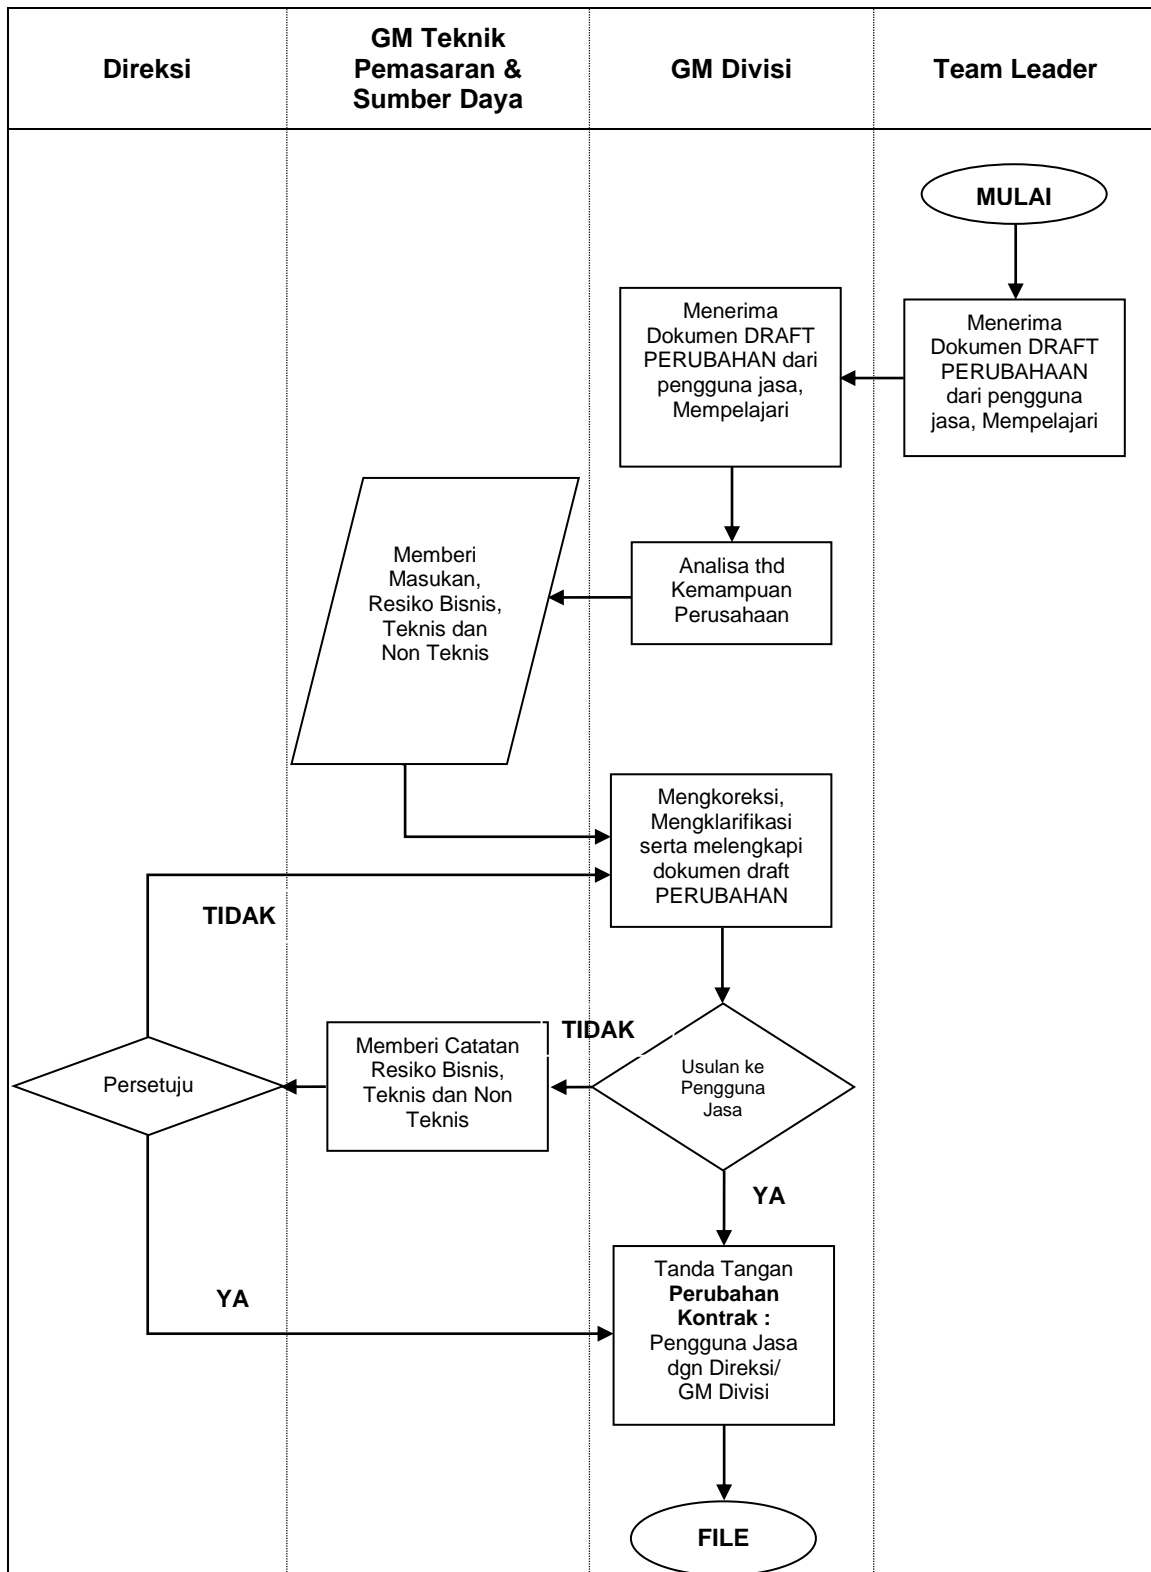 Direksi
GM Teknik
Pemasaran &
Sumber Daya
GM Divisi
Team Leader
MULAI
Menerima
Dokumen DRAFT
PERUBAHAAN
dari pengguna
jasa, Mempelajari
Menerima
Dokumen DRAFT
PERUBAHAN dari
pengguna jasa,
Mempelajari
Analisa thd
Kemampuan
Perusahaan
Memberi
Masukan,
Resiko Bisnis,
Teknis dan
Non Teknis
Mengkoreksi,
Mengklarifikasi
serta melengkapi
dokumen draft
PERUBAHAN
TIDAK
Usulan ke
Pengguna
Jasa
TIDAK
Memberi Catatan
Resiko Bisnis,
Teknis dan Non
Teknis
Persetuju
YA
YA
Tanda Tangan
Perubahan
Kontrak :
Pengguna Jasa
dgn Direksi/
GM Divisi
FILE